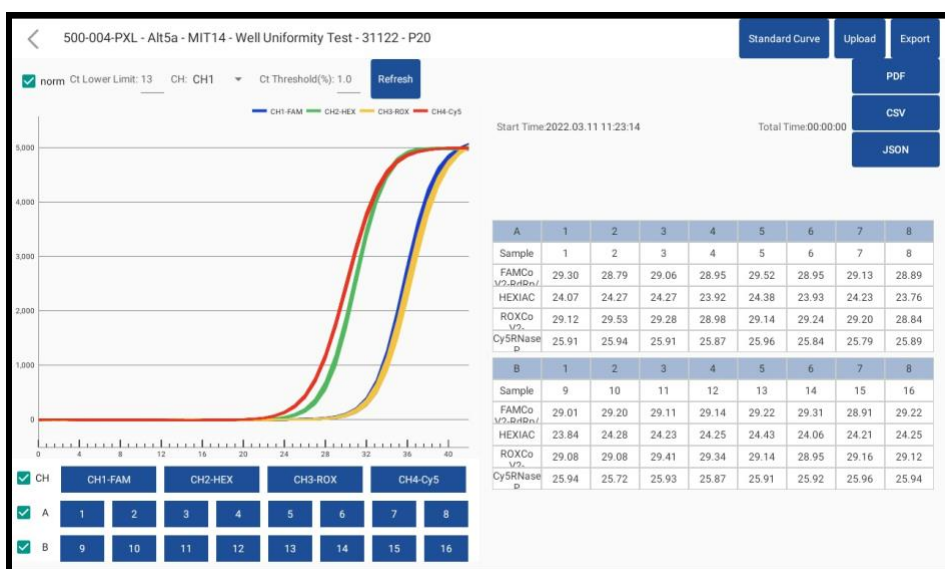 500-004-PXL - Alt5a - MIT14 - Well Uniformity Test - 31122 - P20
Standard Curve Upload Export
norm Ct Lower Limit: 13 CH: CH1 Ct Threshold(%): 1.0 Refresh
PDF
CSV
JSON
CH1-FAM CH2-HEX CH3-ROX CH4-Cy5
Start Time:2022.03.11 11:23:14 Total Time:00:00:00
5,000
4,000
3,000
2,000
1,000
0
0 4 8 12 16 20 24 28 32 36 40
A 1 2 3 4 5 6 7 8
Sample 1 2 3 4 5 6 7 8
FAMCo
V2-RdRp/
29.30 28.79 29.06 28.95 29.52 28.95 29.13 28.89
HEXIAC 24.07 24.27 24.27 23.92 24.38 23.93 24.23 23.76
ROXCo
V2-
29.12 29.53 29.28 28.98 29.14 29.24 29.20 28.84
Cy5RNase
P
25.91 25.94 25.91 25.87 25.96 25.84 25.79 25.89
B 1 2 3 4 5 6 7 8
Sample 9 10 11 12 13 14 15 16
FAMCo
V2-RdRp/
29.01 29.20 29.11 29.14 29.22 29.31 28.91 29.22
HEXIAC 23.84 24.28 24.23 24.25 24.43 24.06 24.21 24.25
ROXCo
V2-
29.08 29.08 29.41 29.34 29.14 28.95 29.16 29.12
Cy5RNase
P
25.94 25.72 25.93 25.87 25.91 25.92 25.96 25.94
CH CH1-FAM CH2-HEX CH3-ROX CH4-Cy5
A 1 2 3 4 5 6 7 8
B 9 10 11 12 13 14 15 16